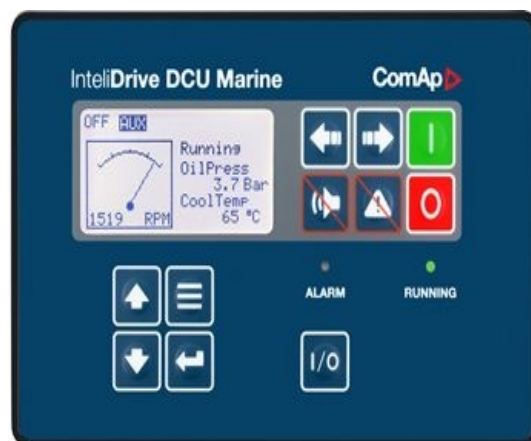 InteliDrive DCU Marine
ComAp
OFF AUX
Running
OilPress
3.7 Bar
CoolTemp
65 °C
1519 RPM
I
O
ALARM
RUNNING
I/O